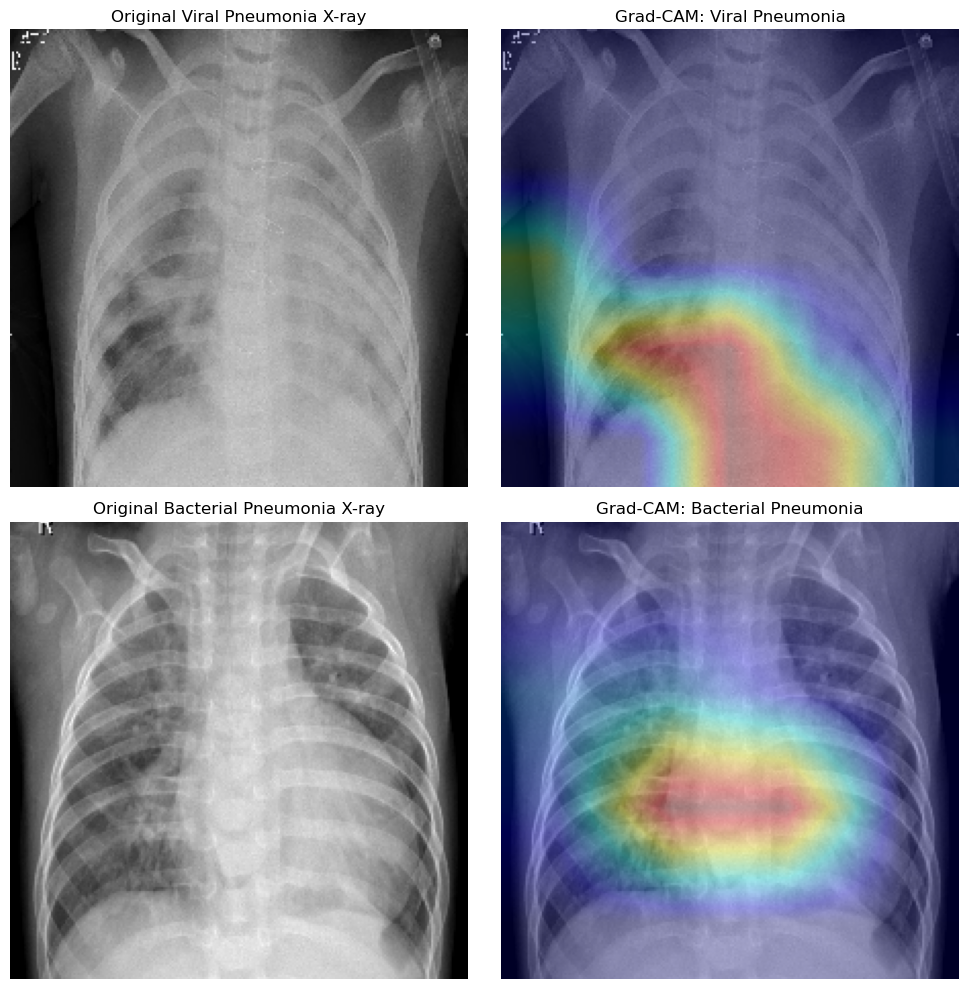 Original Viral Pneumonia X-ray
Grad-CAM: Viral Pneumonia
Original Bacterial Pneumonia X-ray
Grad-CAM: Bacterial Pneumonia